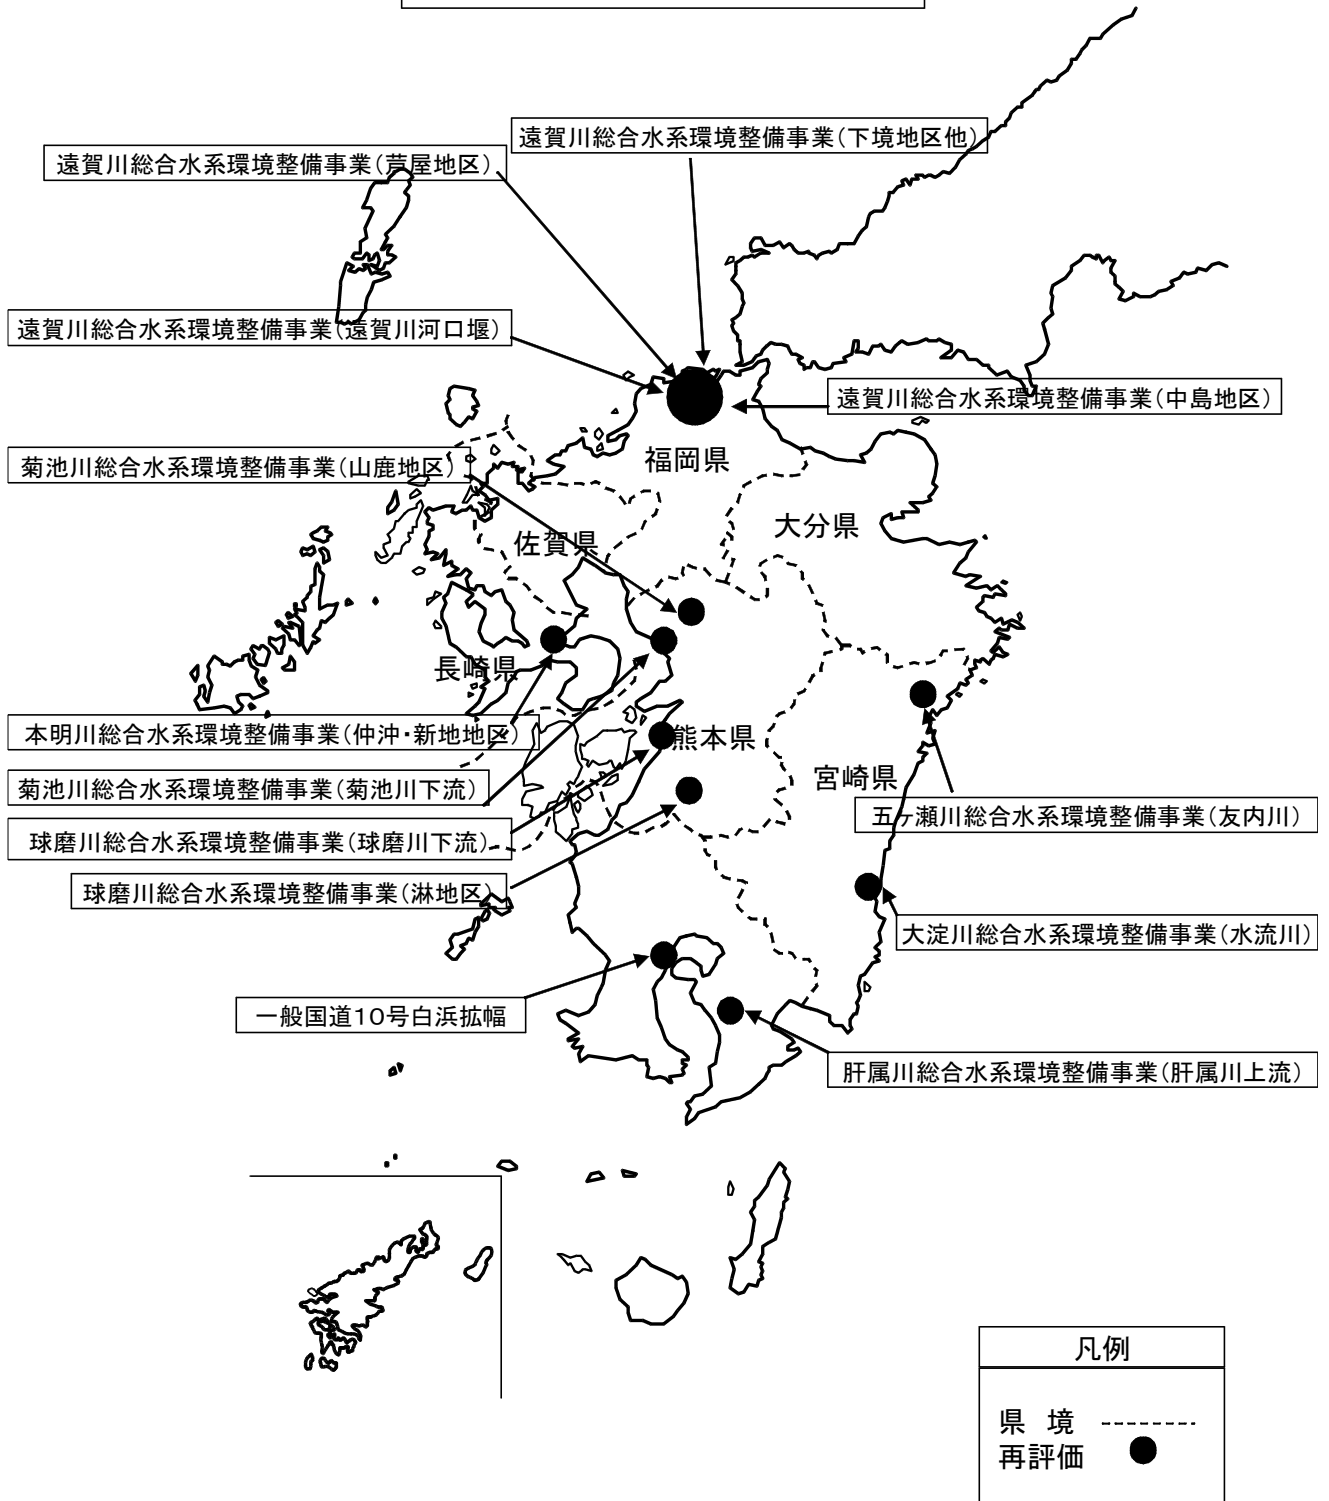 遠賀川総合水系環境整備事業(下境地区他)
遠賀川総合水系環境整備事業(芦屋地区)
遠賀川総合水系環境整備事業(遠賀川河口堰)
遠賀川総合水系環境整備事業(中島地区)
福岡県
菊池川総合水系環境整備事業(山鹿地区)
大分県
佐賀県
長崎県
本明川総合水系環境整備事業(仲沖・新地地区)
熊本県
宮崎県
菊池川総合水系環境整備事業(菊池川下流)
五ヶ瀬川総合水系環境整備事業(友内川)
球磨川総合水系環境整備事業(球磨川下流)
球磨川総合水系環境整備事業(淋地区)
大淀川総合水系環境整備事業(水流川)
一般国道10号白浜拡幅
肝属川総合水系環境整備事業(肝属川上流)
凡例
県 境
再評価